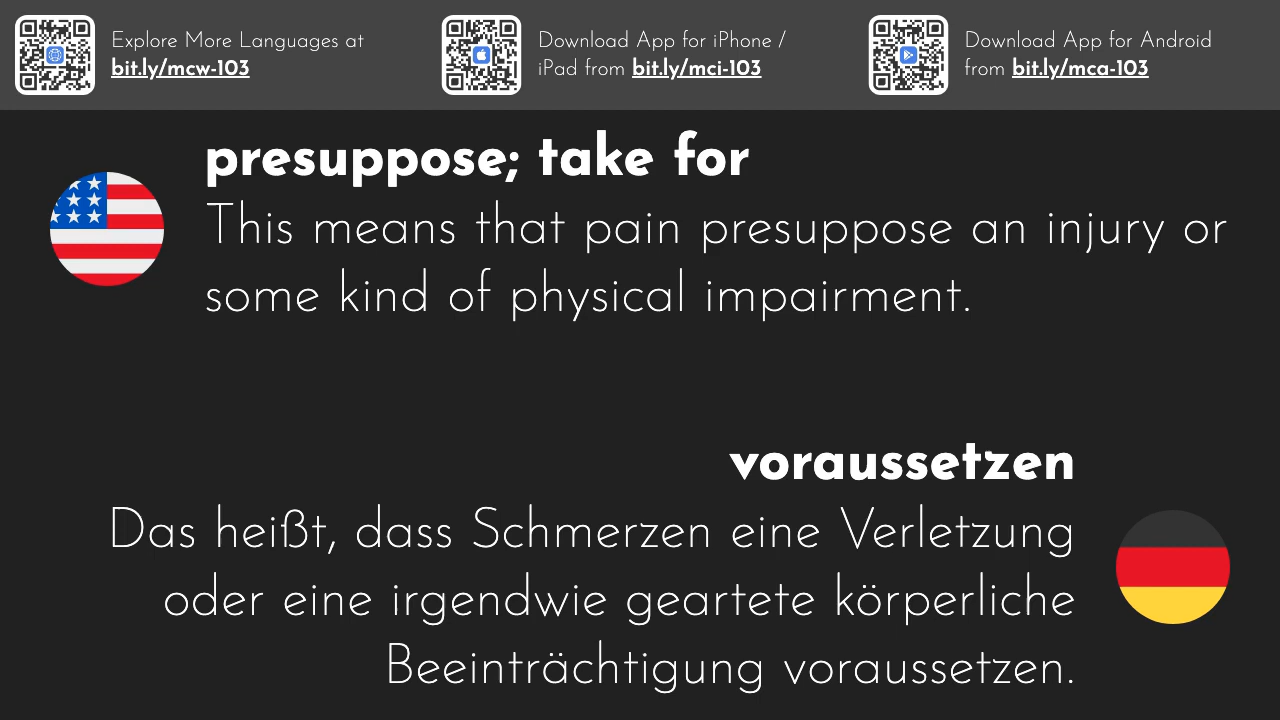 Explore More Languages at
bit.ly/mcw-103
Download App for iPhone /
iPad from bit.ly/mci-103
Download App for Android
from bit.ly/mca-103
presuppose; take for
This means that pain presuppose an injury or
some kind of physical impairment.
voraussetzen
Das heißt, dass Schmerzen eine Verletzung
oder eine irgendwie geartete körperliche
Beeinträchtigung voraussetzen.